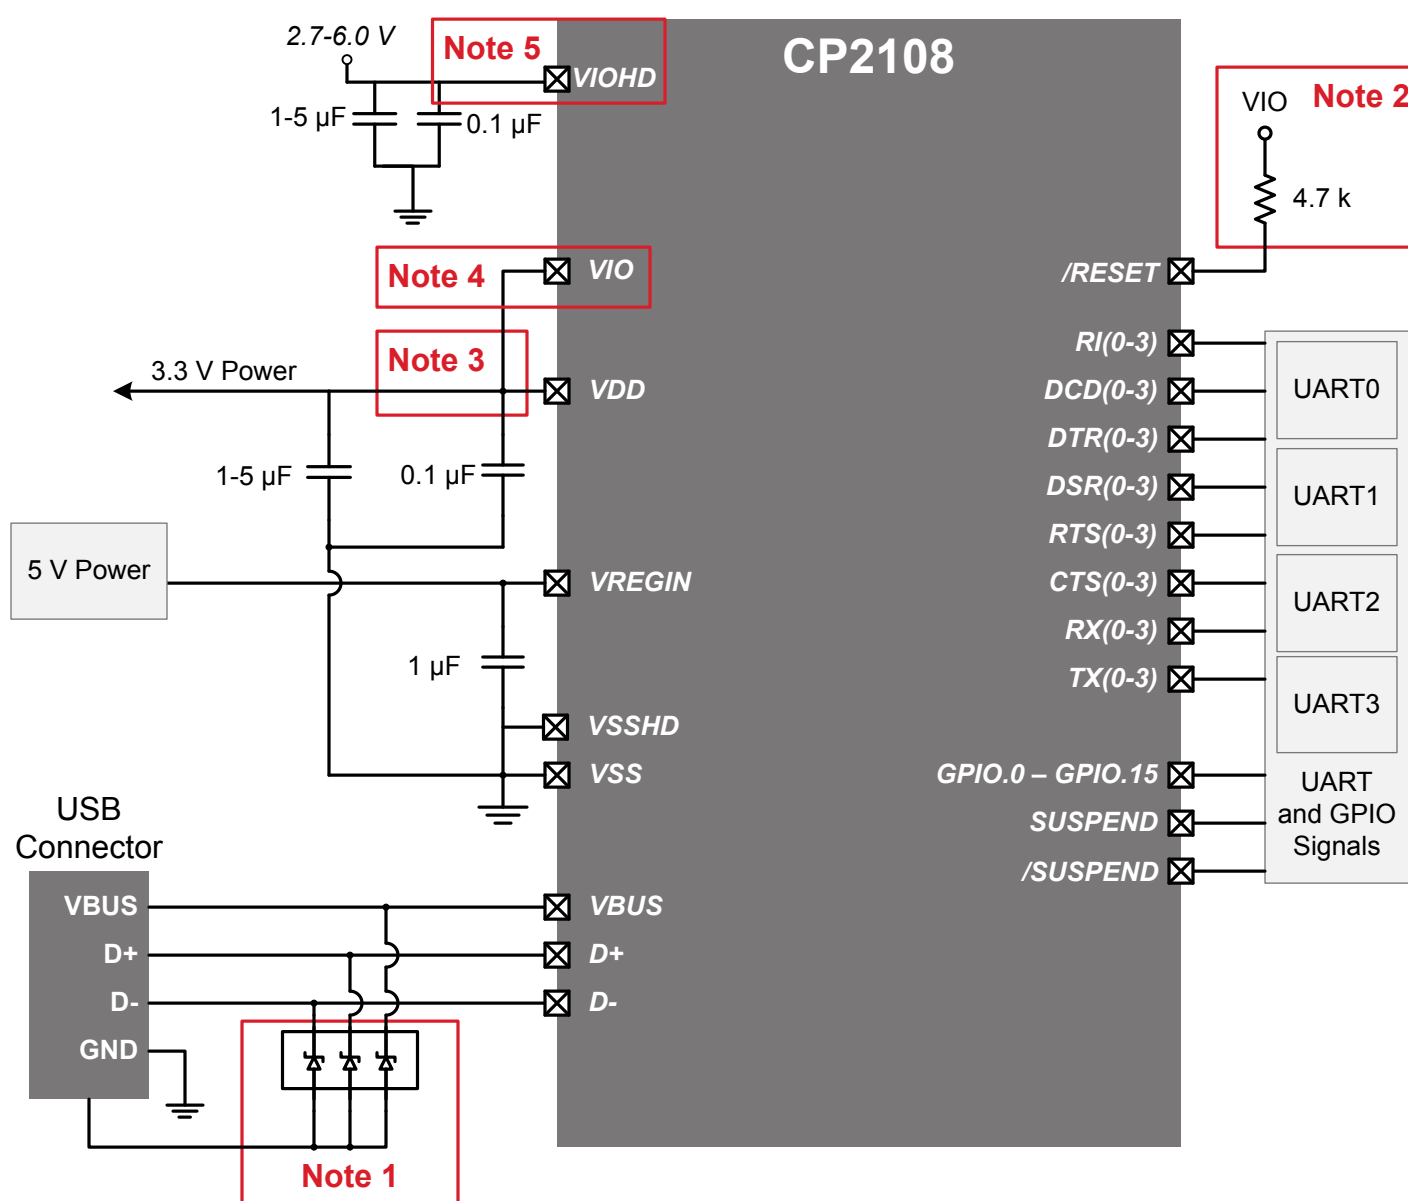 CP2108
2.7-6.0 V
Note 5
VIOHD
1-5 µF
0.1 µF
VIO
Note 2
4.7 k
Note 4
VIO
/RESET
3.3 V Power
Note 3
VDD
1-5 µF
0.1 µF
5 V Power
VREGIN
1 µF
VSSHD
VSS
RI(0-3)
DCD(0-3)
DTR(0-3)
DSR(0-3)
RTS(0-3)
CTS(0-3)
RX(0-3)
TX(0-3)
GPIO.0 – GPIO.15
SUSPEND
/SUSPEND
UART0
UART1
UART2
UART3
UART
and GPIO
Signals
USB
Connector
VBUS
D+
D-
GND
VBUS
D+
D-
Note 1